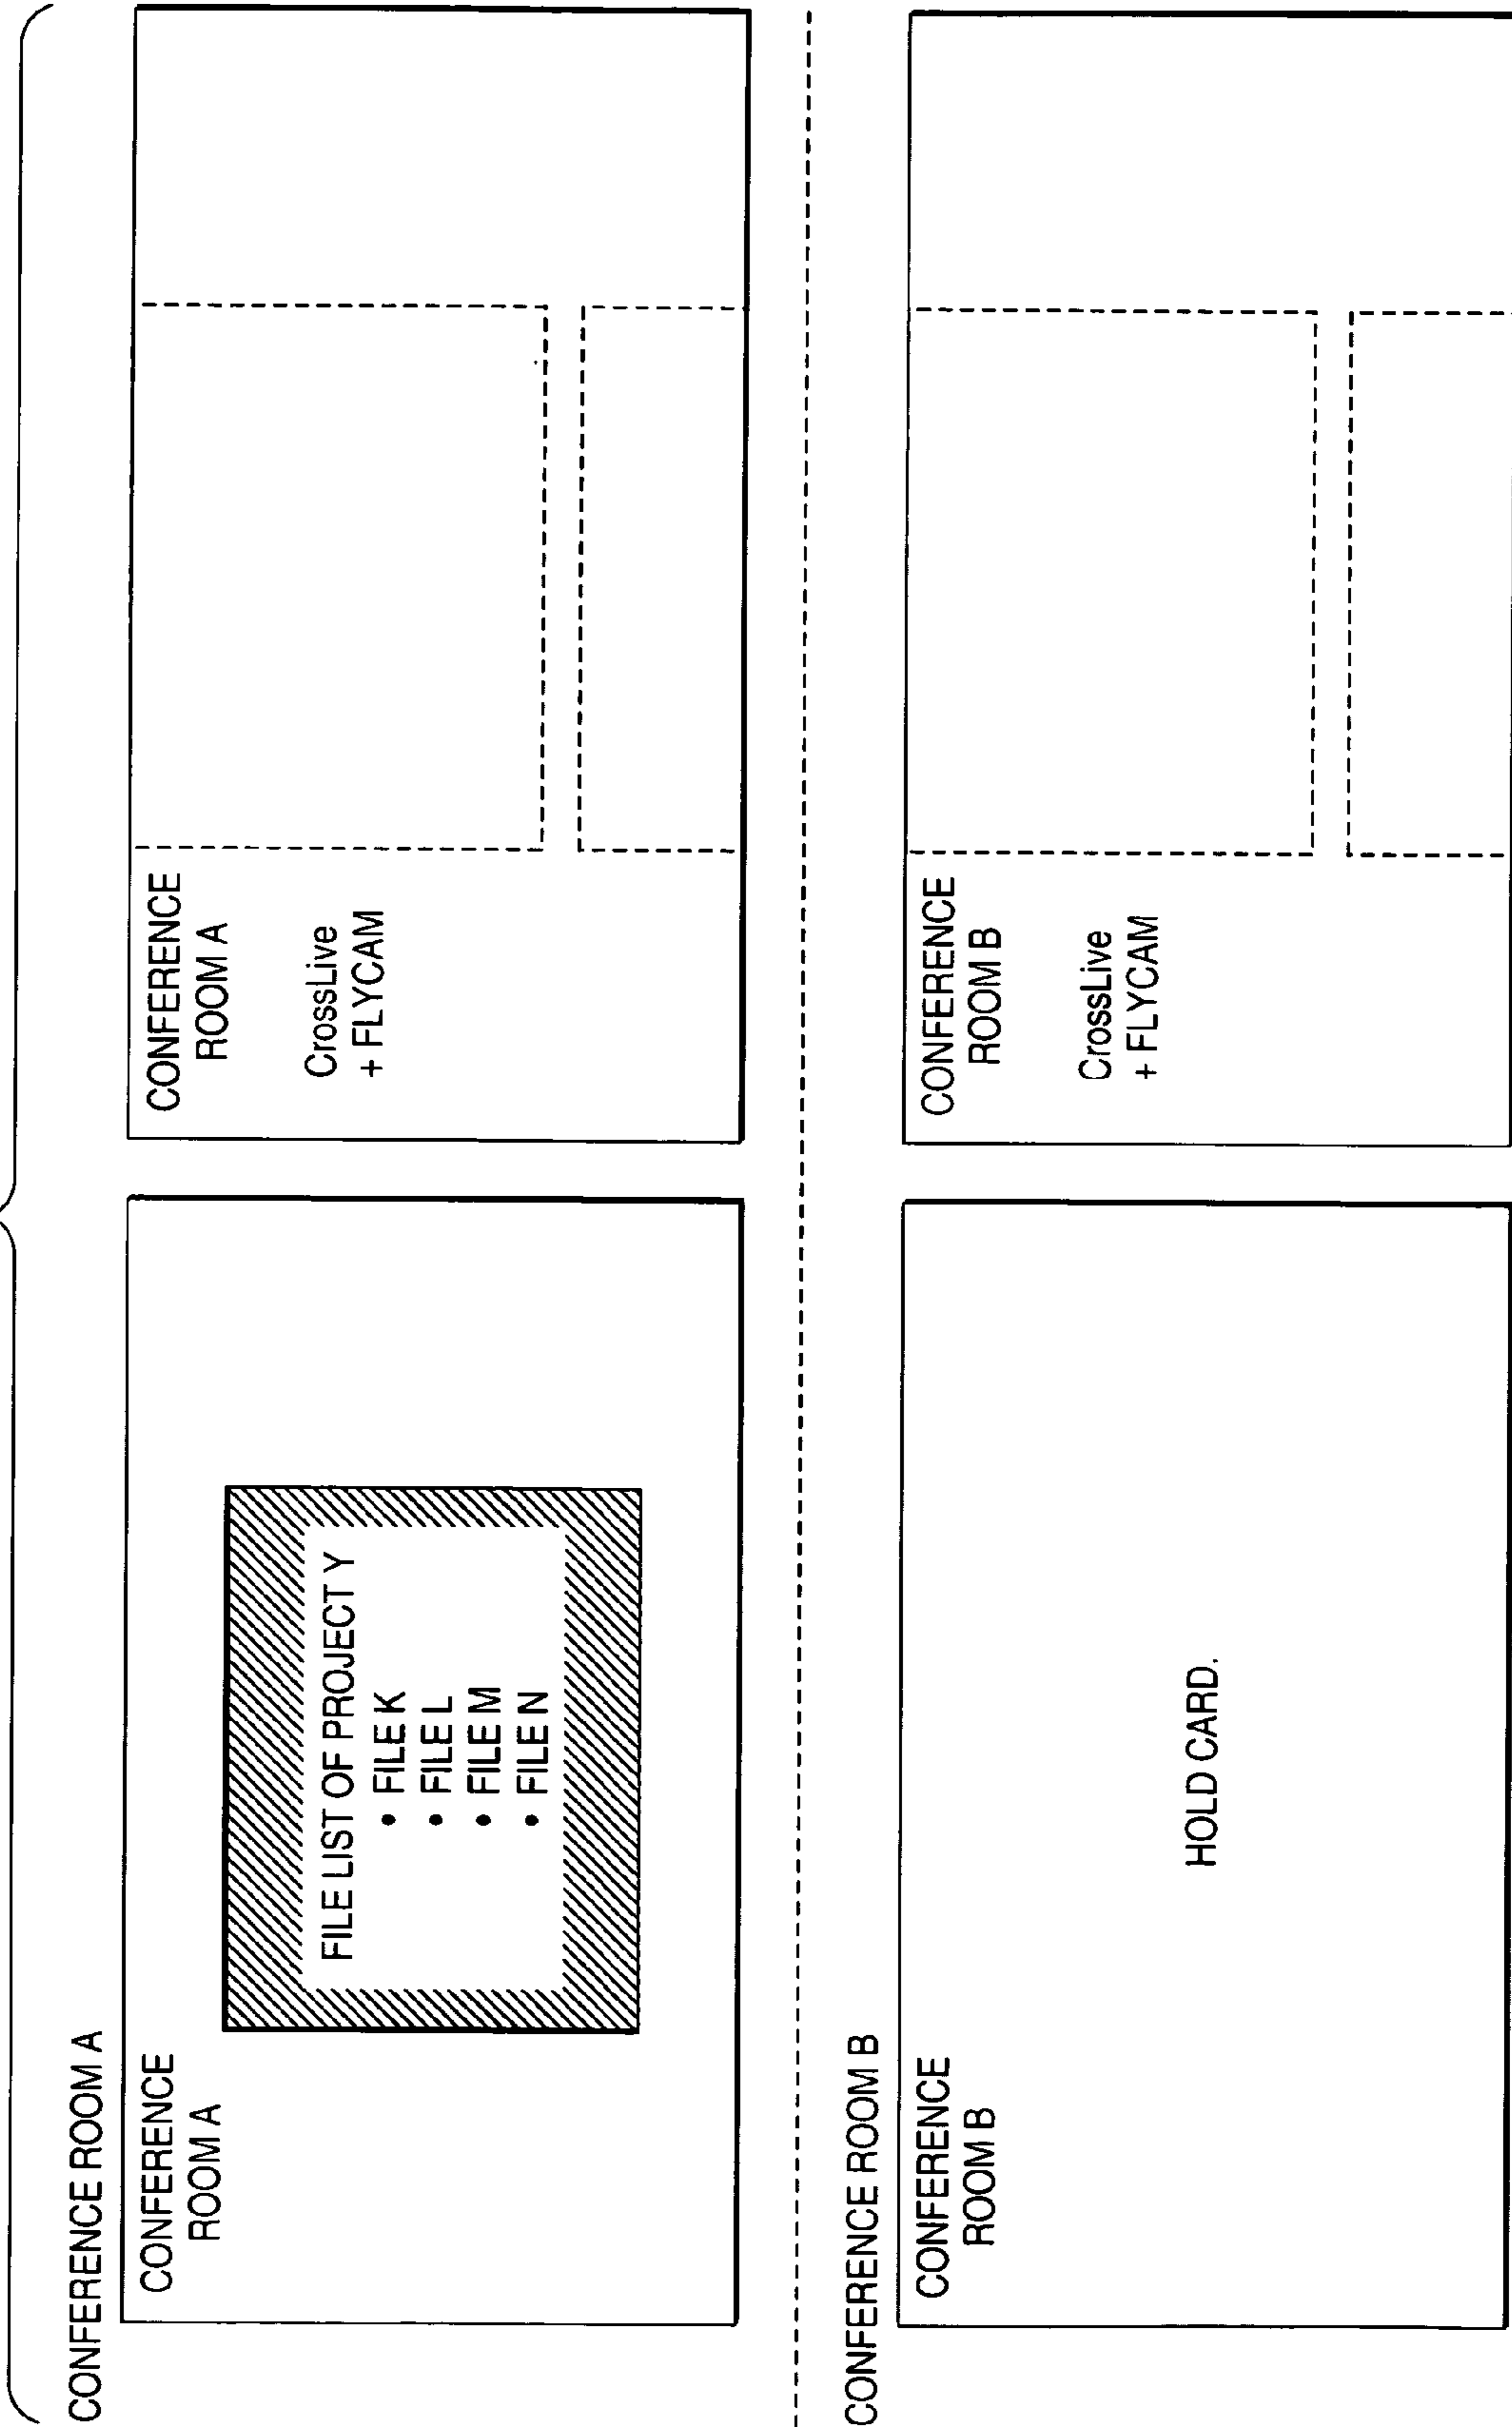 CONFERENCE ROOM A
CONFERENCE
ROOM A
FILE LIST OF PROJECT Y
• FILE K
• FILE L
• FILE M
• FILE N
CONFERENCE
ROOM A
CrossLive
+ FLYCAM
CONFERENCE ROOM B
CONFERENCE
ROOM B
HOLD CARD.
CONFERENCE
ROOM B
CrossLive
+ FLYCAM